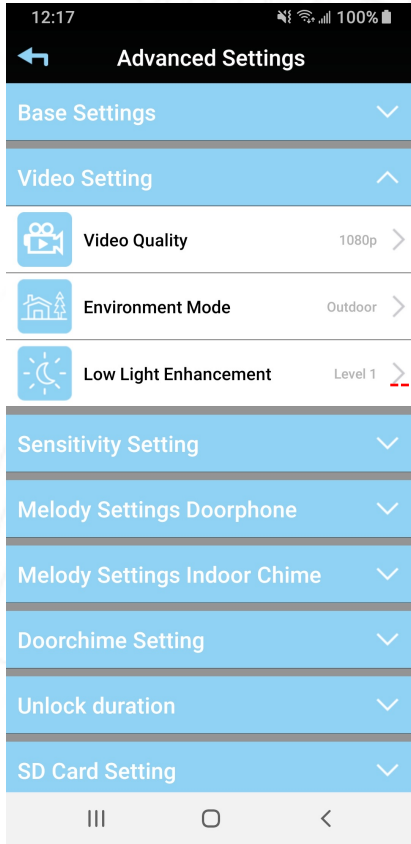 12:17 100%
Advanced Settings
Base Settings
Video Setting
Video Quality 1080p
Environment Mode Outdoor
Low Light Enhancement Level 1
Sensitivity Setting
Melody Settings Doorphone
Melody Settings Indoor Chime
Doorchime Setting
Unlock duration
SD Card Setting